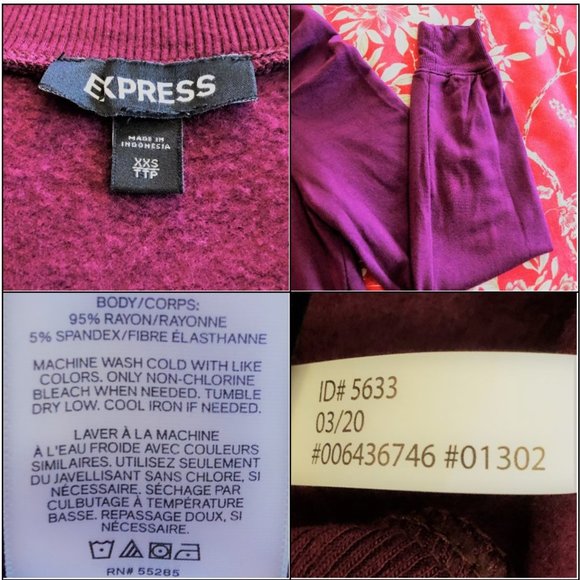 EXPRESS
MADE IN
INDONESIA
XXS
TTP
BODY/CORPS:
95% RAYON/RAYONNE
5% SPANDEX/FIBRE ÉLASTHANNE
MACHINE WASH COLD WITH LIKE
COLORS. ONLY NON-CHLORINE
BLEACH WHEN NEEDED. TUMBLE
DRY LOW. COOL IRON IF NEEDED.
LAVER À LA MACHINE
À L'EAU FROIDE AVEC COULEURS
SIMILAIRES. UTILIZEZ SEULEMENT
DU JAVELLISANT SANS CHLORE, SI
NÉCESSAIRE. SÉCHAGE PAR
CULBUTAGE À TEMPÉRATURE
BASSE. REPASSAGE DOUX, SI
NÉCESSAIRE.
RN# 55285
ID# 5633
03/20
#006436746 #01302